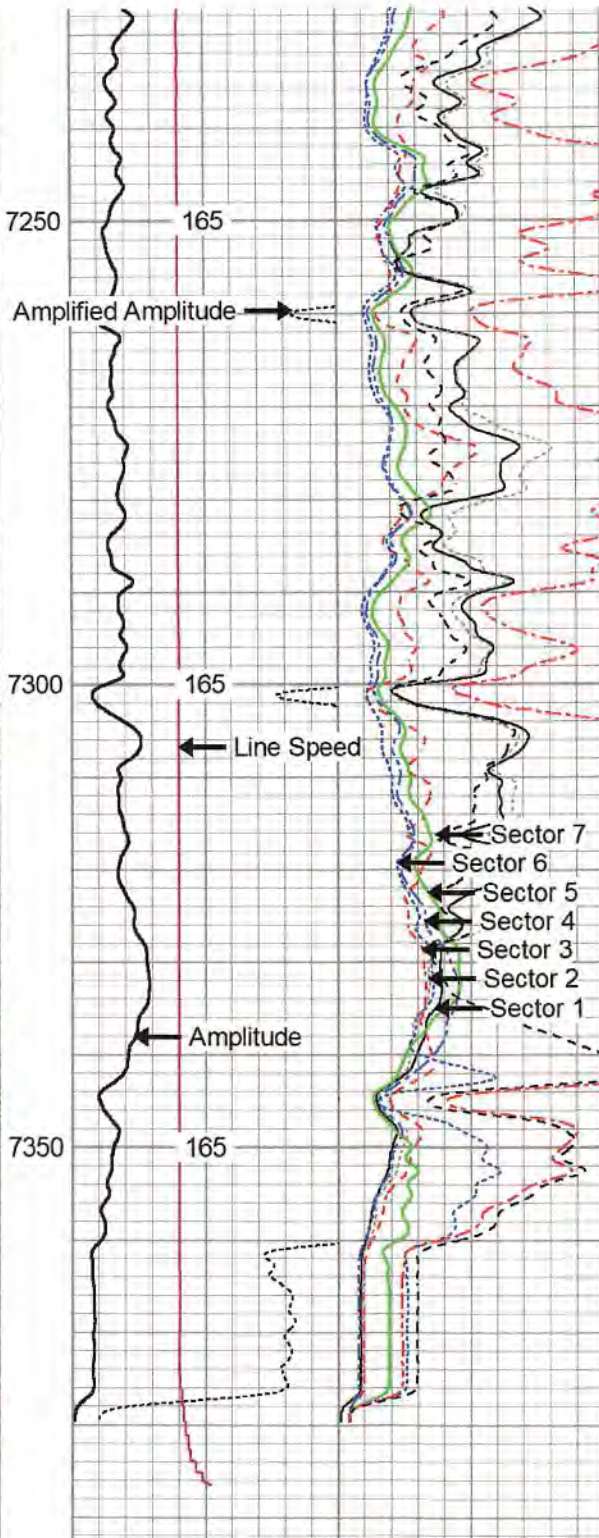 7250 165
Amplified Amplitude
7300 165
Line Speed
Sector 7
Sector 6
Sector 5
Sector 4
Sector 3
Sector 2
Sector 1
Amplitude
7350 165